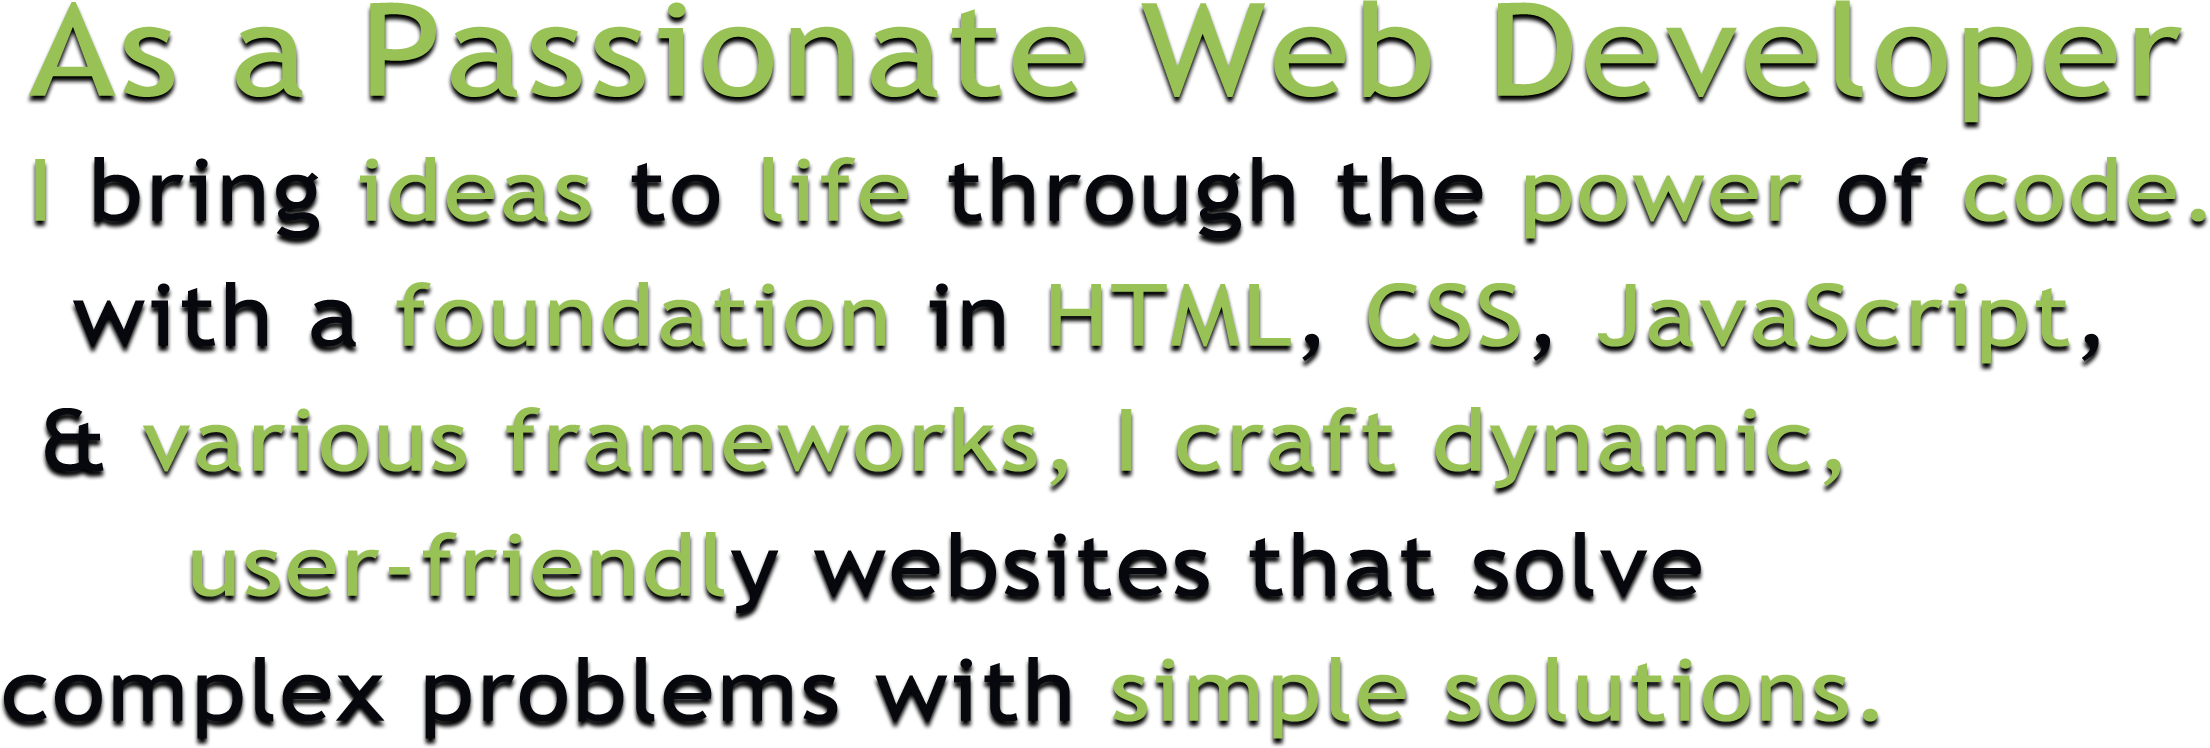 As a Passionate Web Developer
I bring ideas to life through the power of code.
with a foundation in HTML, CSS, JavaScript,
& various frameworks, I craft dynamic,
user-friendly websites that solve
complex problems with simple solutions.